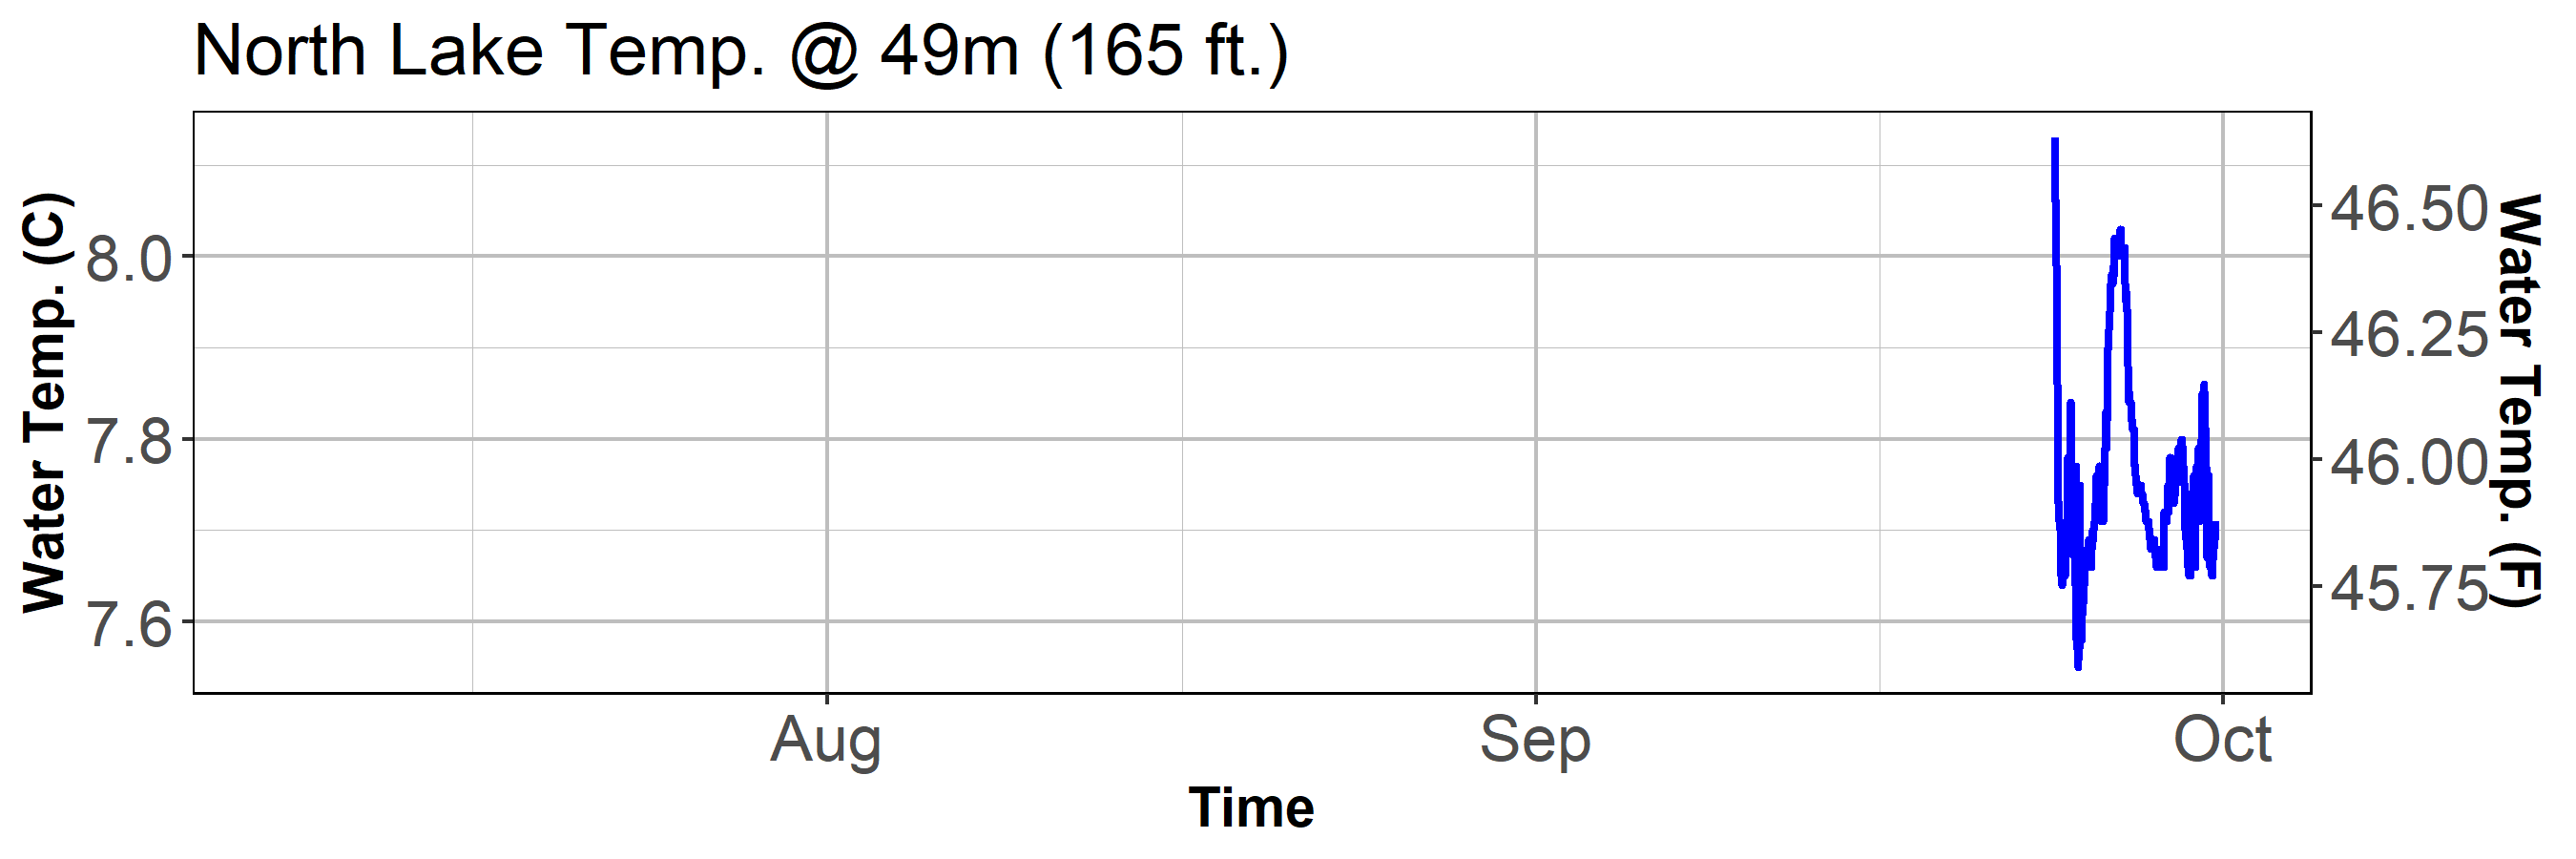 North Lake Temp. @ 49m (165 ft.)
Water Temp. (C)
8.0
7.8
7.6
46.50
46.25
46.00
45.75
Water Temp. (F)
Aug
Sep
Oct
Time